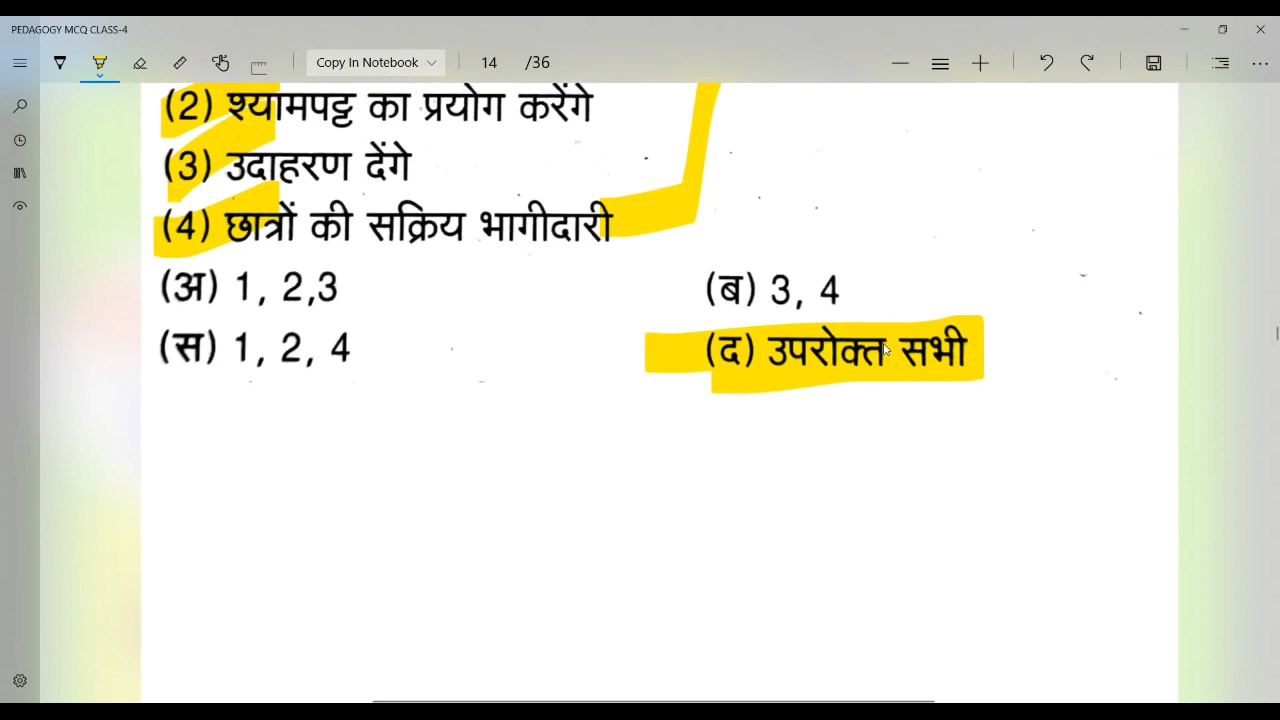 PEDAGOGY MCQ CLASS-4
Copy In Notebook 14 /36
(2) श्यामपट्ट का प्रयोग करेंगे
(3) उदाहरण देंगे
(4) छात्रों की सक्रिय भागीदारी
(अ) 1, 2,3 (ब) 3, 4
(स) 1, 2, 4 (द) उपरोक्त सभी